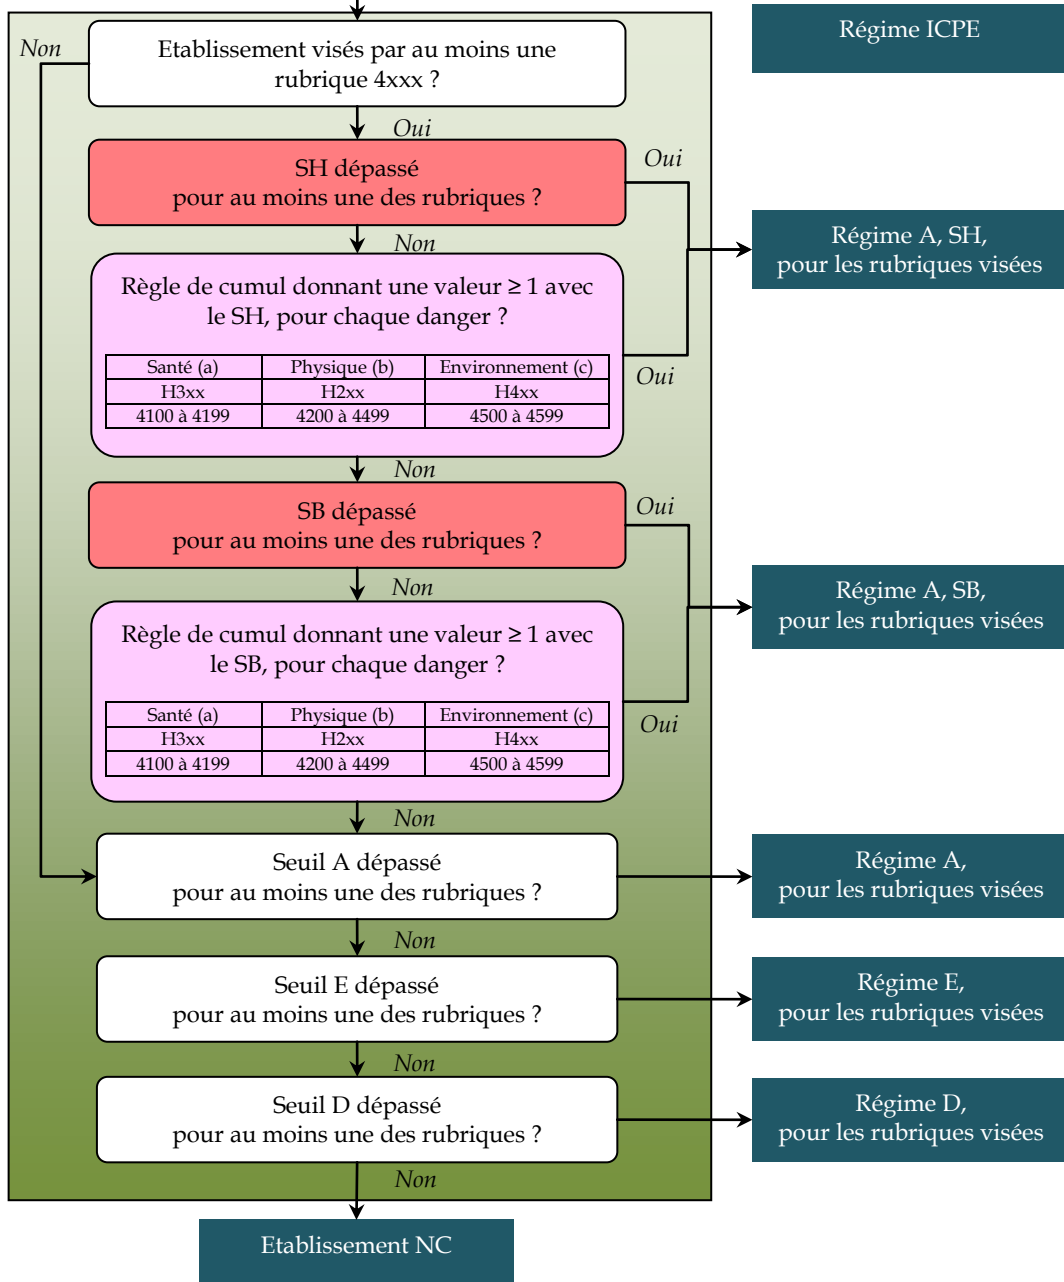 Régime ICPE
Non
Etablissement visés par au moins une
rubrique 4xxx ?
Oui
SH dépassé
pour au moins une des rubriques ?
Oui
Non
Régime A, SH,
pour les rubriques visées
Règle de cumul donnant une valeur ≥ 1 avec
le SH, pour chaque danger ?
Santé (a) Physique (b) Environnement (c)
H3xx H2xx H4xx
4100 à 4199 4200 à 4499 4500 à 4599
Oui
Non
SB dépassé
pour au moins une des rubriques ?
Oui
Non
Régime A, SB,
pour les rubriques visées
Règle de cumul donnant une valeur ≥ 1 avec
le SB, pour chaque danger ?
Santé (a) Physique (b) Environnement (c)
H3xx H2xx H4xx
4100 à 4199 4200 à 4499 4500 à 4599
Oui
Non
Seuil A dépassé
pour au moins une des rubriques ?
Régime A,
pour les rubriques visées
Non
Seuil E dépassé
pour au moins une des rubriques ?
Régime E,
pour les rubriques visées
Non
Seuil D dépassé
pour au moins une des rubriques ?
Régime D,
pour les rubriques visées
Non
Etablissement NC